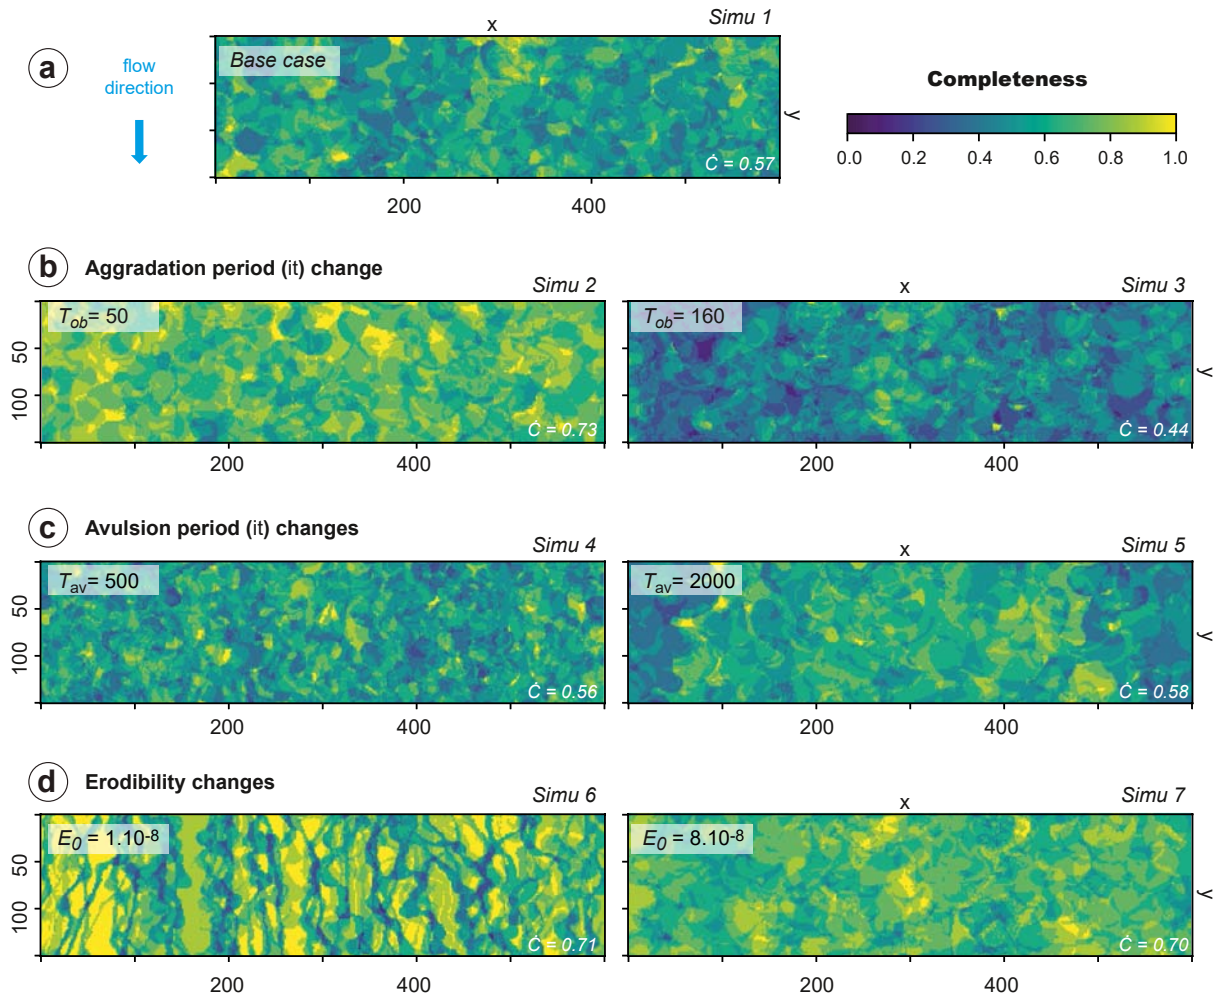 x
Simu 1
a
flow
direction
Base case
Ċ = 0.57
y
200
400
Completeness
0.0
0.2
0.4
0.6
0.8
1.0
b
Aggradation period (it) change
Simu 2
x
Simu 3
T_ob= 50
T_ob= 160
50
100
Ċ = 0.73
Ċ = 0.44
y
200
400
200
400
c
Avulsion period (it) changes
Simu 4
x
Simu 5
T_av= 500
T_av= 2000
50
100
Ċ = 0.56
Ċ = 0.58
y
200
400
200
400
d
Erodibility changes
Simu 6
x
Simu 7
E_0 = 1.10⁻⁸
E_0 = 8.10⁻⁸
50
100
Ċ = 0.71
Ċ = 0.70
y
200
400
200
400